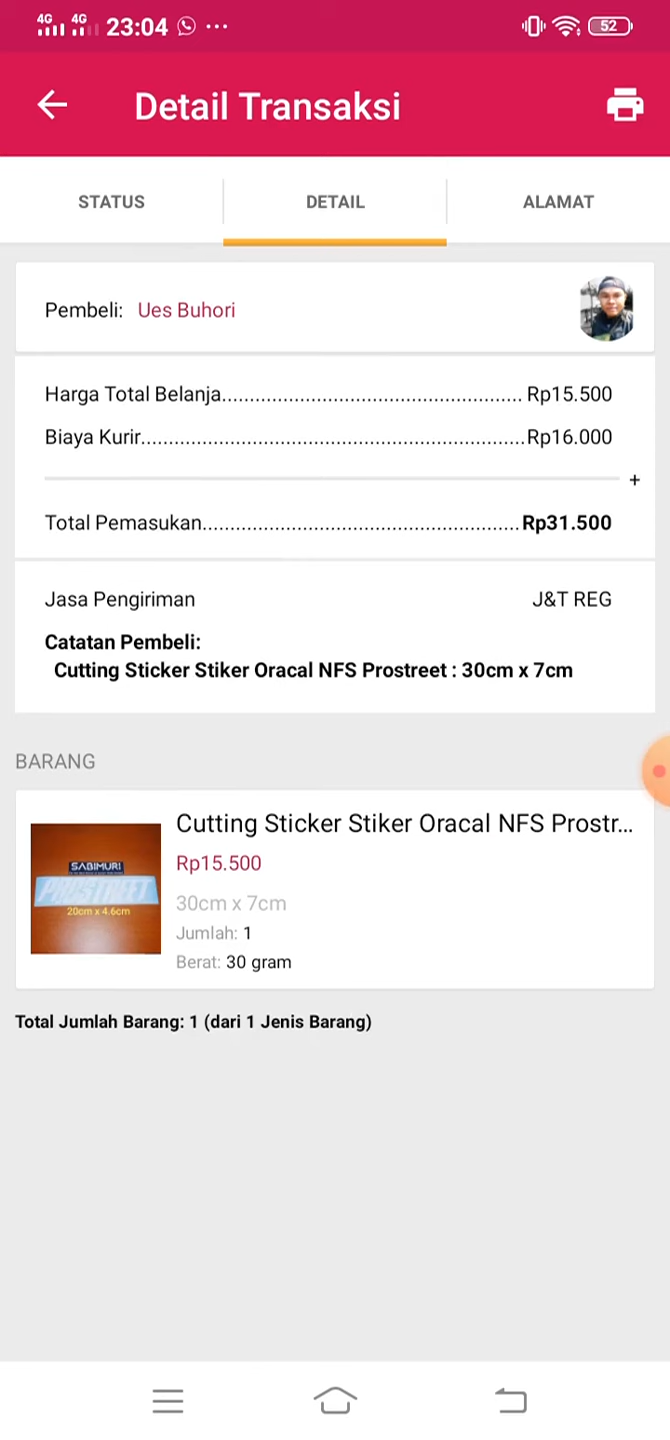 4G 4G 23:04 52
Detail Transaksi
STATUS DETAIL ALAMAT
Pembeli: Ues Buhori
Harga Total Belanja...................................................... Rp15.500
Biaya Kurir.....................................................................Rp16.000
+
Total Pemasukan......................................................... Rp31.500
Jasa Pengiriman J&T REG
Catatan Pembeli:
Cutting Sticker Stiker Oracal NFS Prostreet : 30cm x 7cm
BARANG
Cutting Sticker Stiker Oracal NFS Prostr...
SABIMURI
PROSTREET
20cm x 4.6cm
Rp15.500
30cm x 7cm
Jumlah: 1
Berat: 30 gram
Total Jumlah Barang: 1 (dari 1 Jenis Barang)